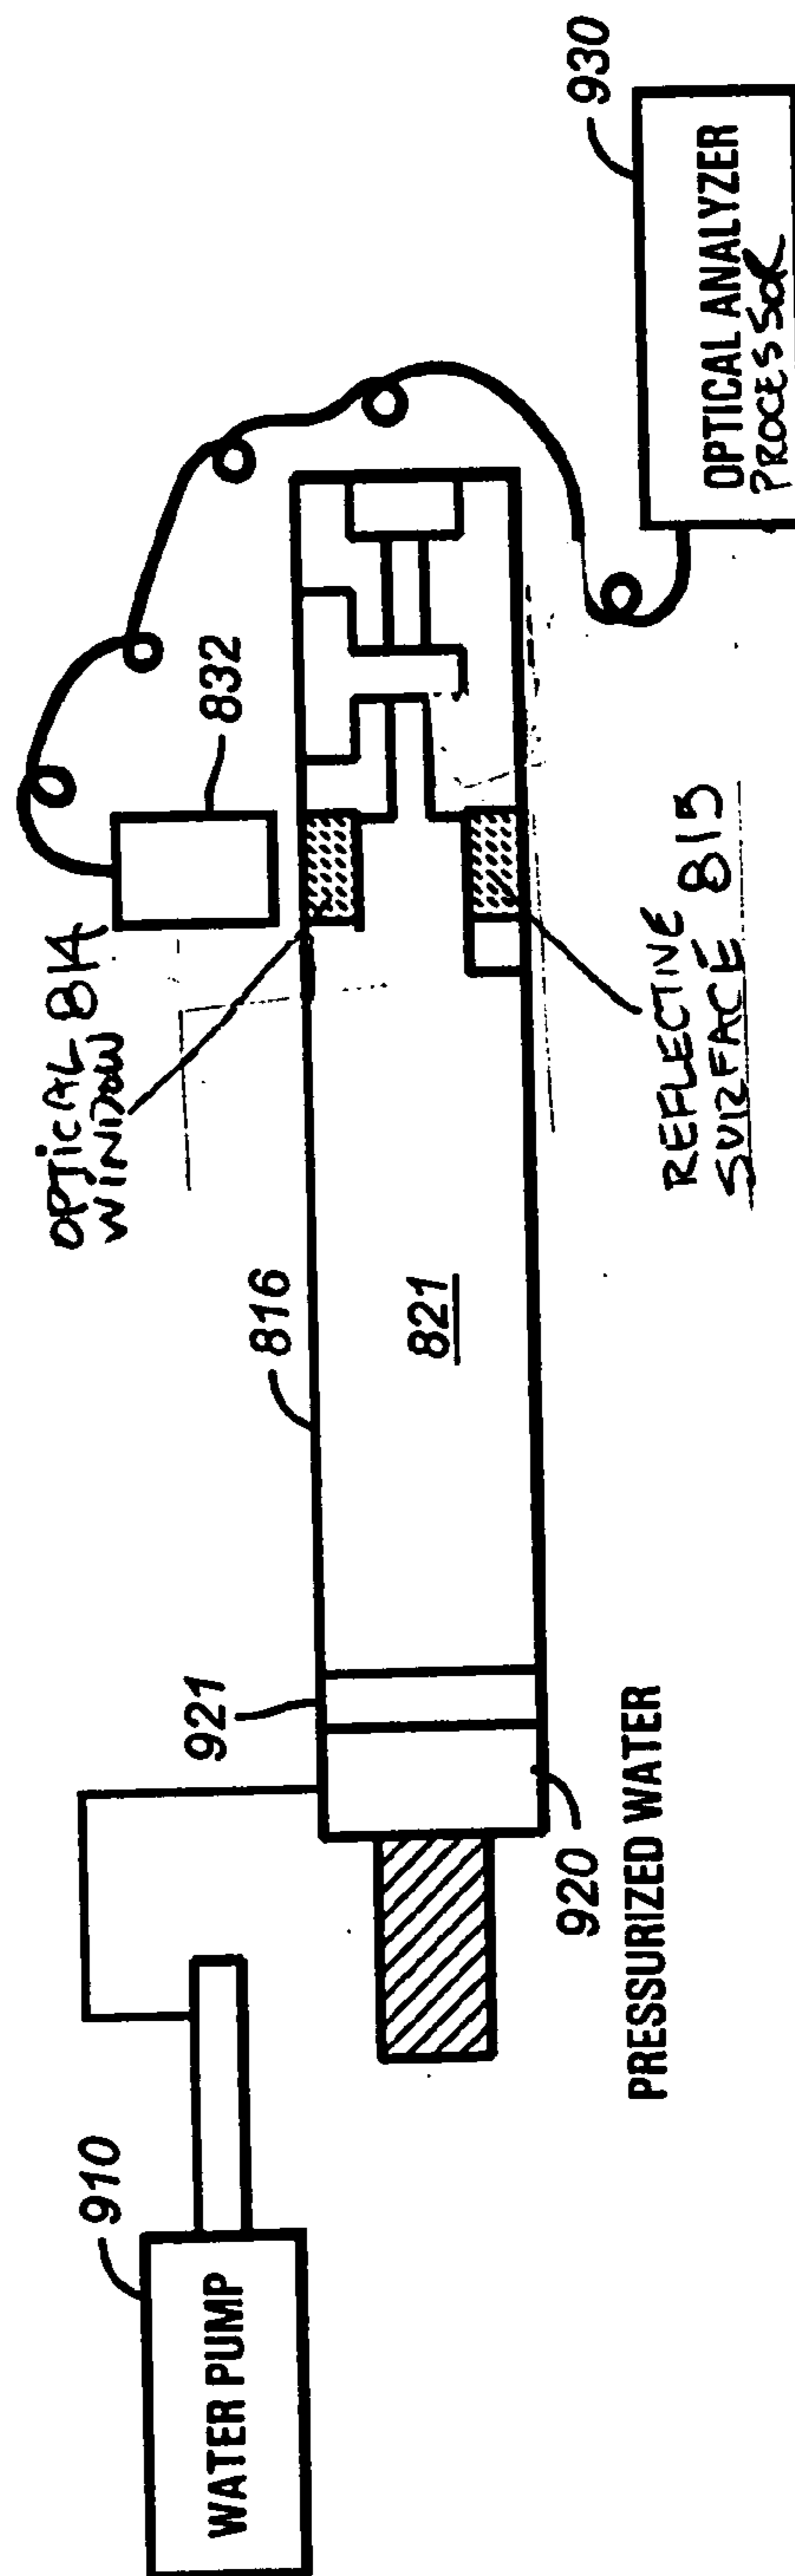 OPTICAL 814
WINDOW
910
WATER PUMP
921
816
832
821
920
PRESSURIZED WATER
930
REFLECTIVE
SURFACE 815
OPTICAL ANALYZER
PROCESSOR